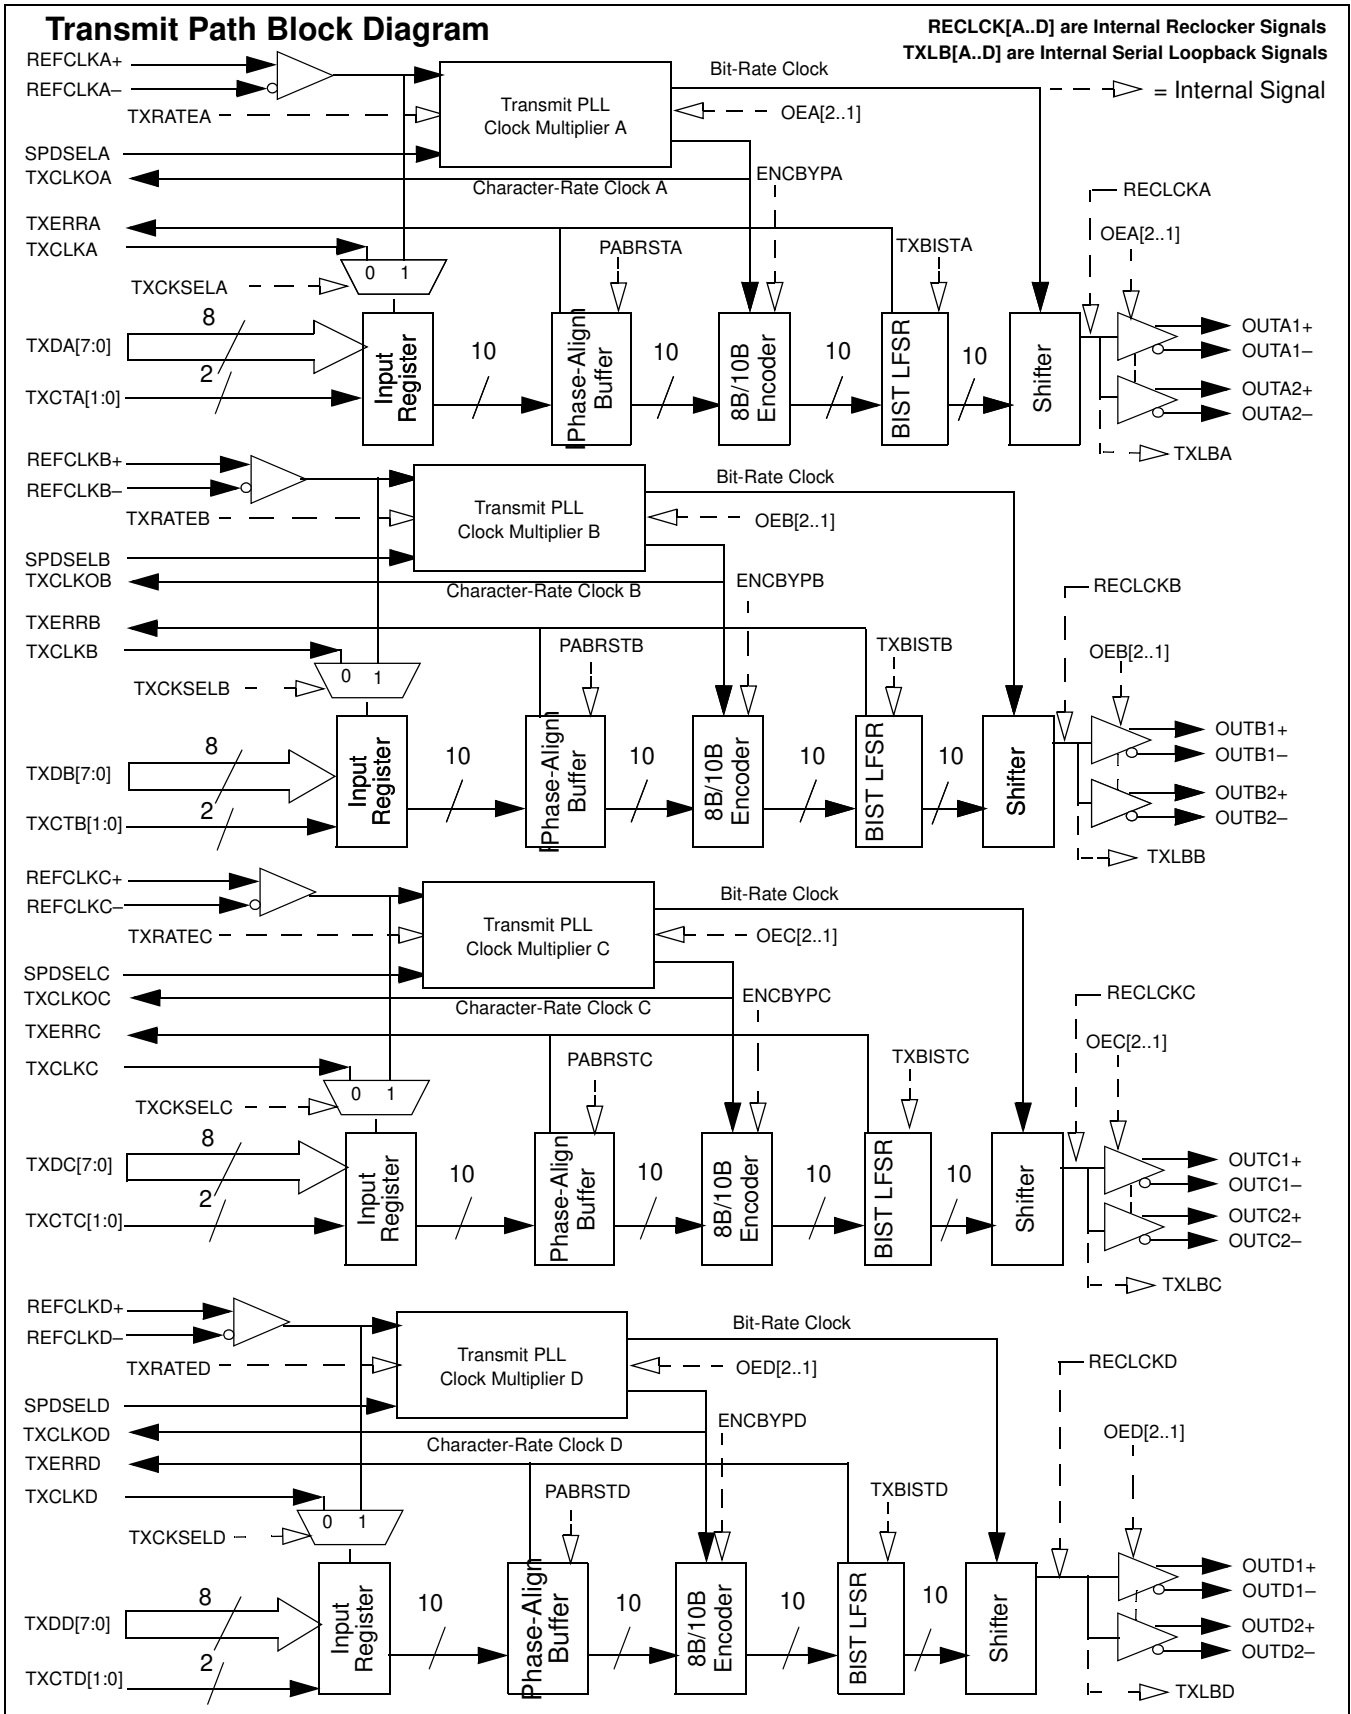 Transmit Path Block Diagram
RECLCK[A..D] are Internal Reclocker Signals
TXLB[A..D] are Internal Serial Loopback Signals
= Internal Signal
REFCLKA+
REFCLKA–
TXRATEA
SPDSELA
TXCLKOA
Transmit PLL
Clock Multiplier A
Bit-Rate Clock
OEA[2..1]
Character-Rate Clock A
ENCBYPA
RECLCKA
TXERRA
TXCLKA
PABRSTA
TXBISTA
OEA[2..1]
TXCKSELA
0 1
TXDA[7:0]
8
2
TXCTA[1:0]
Input
Register
10
Phase-Align
Buffer
10
8B/10B
Encoder
10
BIST LFSR
10
Shifter
OUTA1+
OUTA1–
OUTA2+
OUTA2–
TXLBA
REFCLKB+
REFCLKB–
TXRATEB
SPDSELB
TXCLKOB
Transmit PLL
Clock Multiplier B
Bit-Rate Clock
OEB[2..1]
Character-Rate Clock B
ENCBYPB
RECLCKB
TXERRB
TXCLKB
PABRSTB
TXBISTB
OEB[2..1]
TXCKSELB
0 1
TXDB[7:0]
8
2
TXCTB[1:0]
Input
Register
10
Phase-Align
Buffer
10
8B/10B
Encoder
10
BIST LFSR
10
Shifter
OUTB1+
OUTB1–
OUTB2+
OUTB2–
TXLBB
REFCLKC+
REFCLKC–
TXRATEC
SPDSELC
TXCLKOC
Transmit PLL
Clock Multiplier C
Bit-Rate Clock
OEC[2..1]
Character-Rate Clock C
ENCBYPC
RECLCKC
TXERRC
TXCLKC
PABRSTC
TXBISTC
OEC[2..1]
TXCKSELC
0 1
TXDC[7:0]
8
2
TXCTC[1:0]
Input
Register
10
Phase-Align
Buffer
10
8B/10B
Encoder
10
BIST LFSR
10
Shifter
OUTC1+
OUTC1–
OUTC2+
OUTC2–
TXLBC
REFCLKD+
REFCLKD–
TXRATED
SPDSELD
TXCLKOD
Transmit PLL
Clock Multiplier D
Bit-Rate Clock
OED[2..1]
Character-Rate Clock D
ENCBYPD
RECLCKD
TXERRD
TXCLKD
PABRSTD
TXBISTD
OED[2..1]
TXCKSELD
0 1
TXDD[7:0]
8
2
TXCTD[1:0]
Input
Register
10
Phase-Align
Buffer
10
8B/10B
Encoder
10
BIST LFSR
10
Shifter
OUTD1+
OUTD1–
OUTD2+
OUTD2–
TXLBD